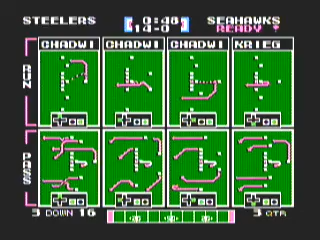 STEELERS 0:48 SEAHAWKS
14-0 READY ?
CHADWI CHADWI CHADWI KRIEG
RUN
PASS
3 DOWN 16 3 QTR